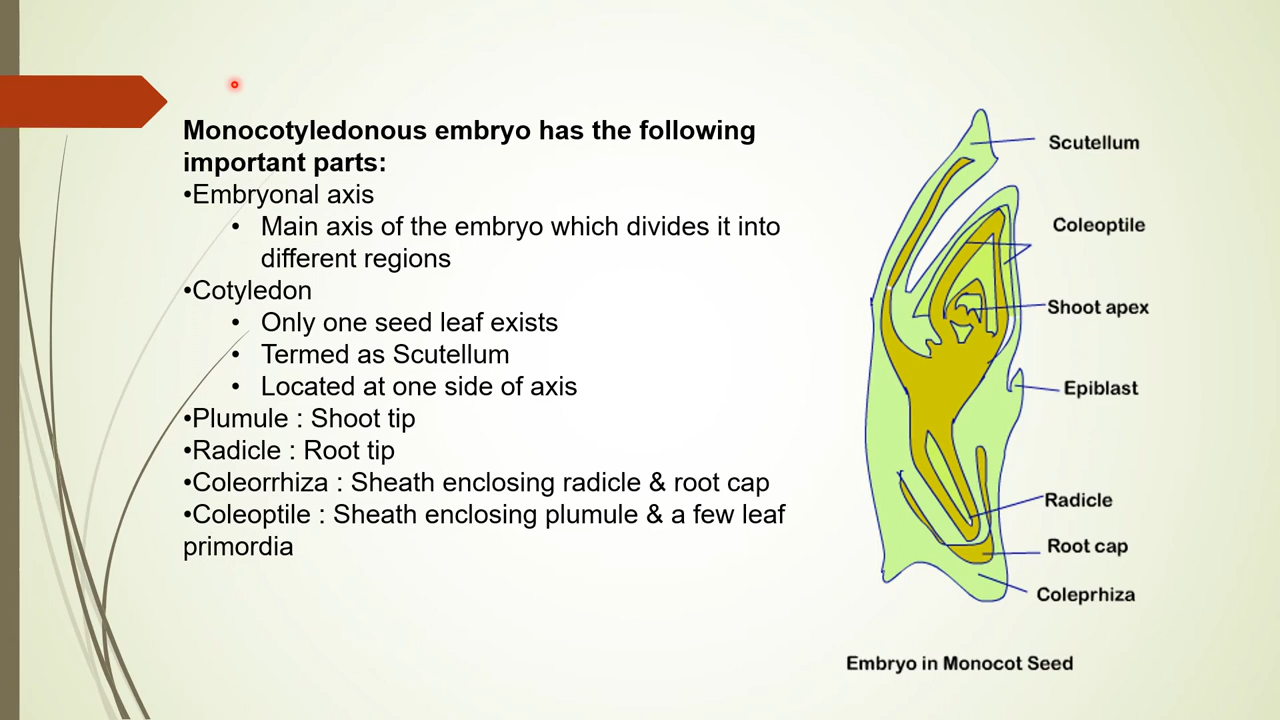 Monocotyledonous embryo has the following
important parts:
•Embryonal axis
• Main axis of the embryo which divides it into
different regions
•Cotyledon
• Only one seed leaf exists
• Termed as Scutellum
• Located at one side of axis
•Plumule : Shoot tip
•Radicle : Root tip
•Coleorrhiza : Sheath enclosing radicle & root cap
•Coleoptile : Sheath enclosing plumule & a few leaf
primordia
Scutellum
Coleoptile
Shoot apex
Epiblast
Radicle
Root cap
Coleprhiza
Embryo in Monocot Seed